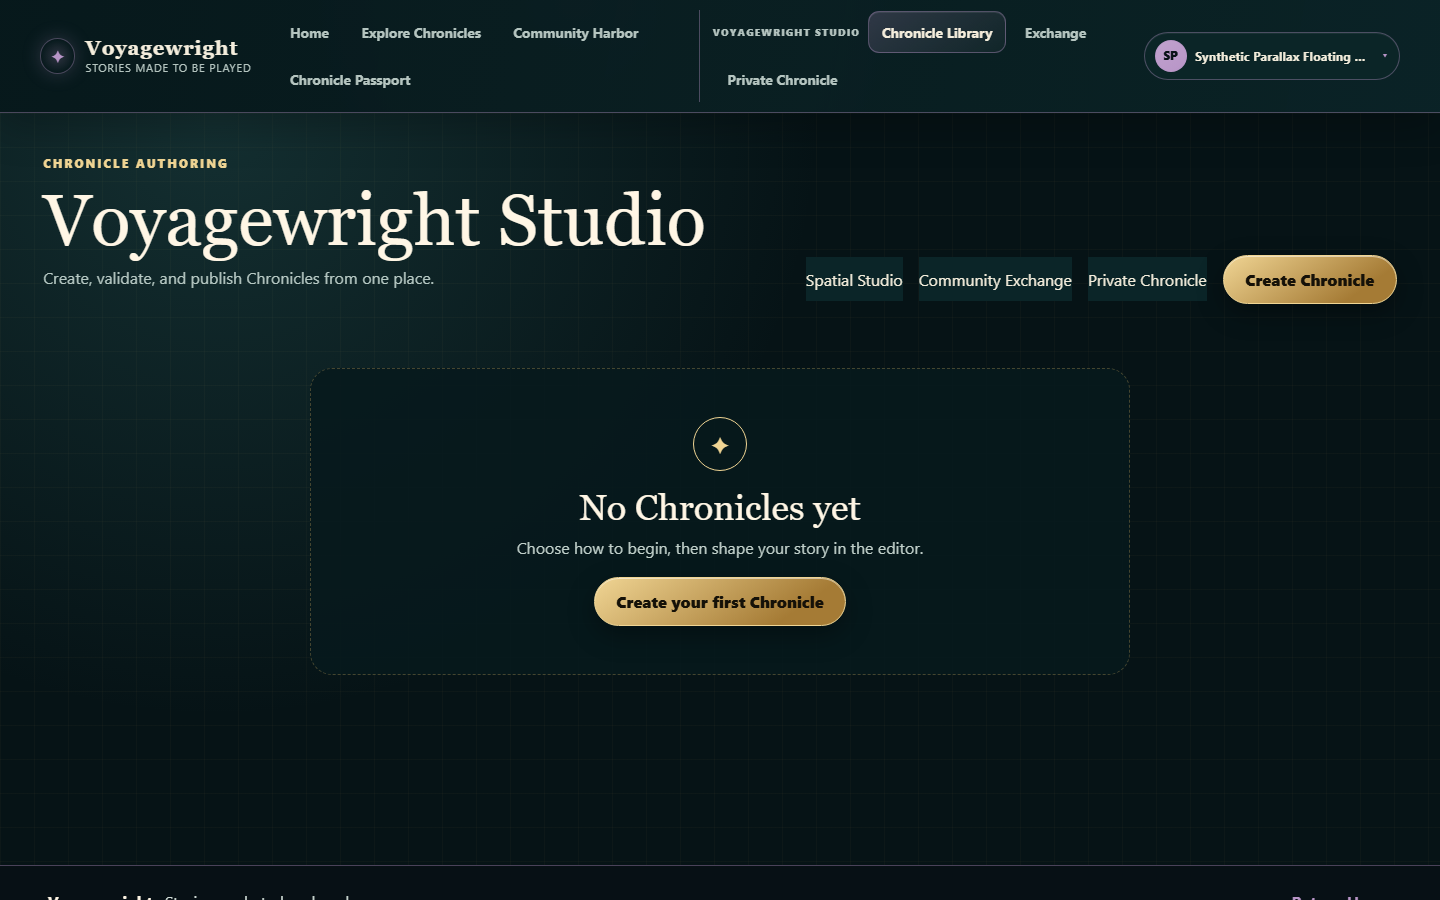 Voyagewright
STORIES MADE TO BE PLAYED
Home
Explore Chronicles
Community Harbor
Chronicle Passport
VOYAGEWRIGHT STUDIO
Chronicle Library
Exchange
Private Chronicle
SP
Synthetic Parallax Floating ...
CHRONICLE AUTHORING
Voyagewright Studio
Create, validate, and publish Chronicles from one place.
Spatial Studio
Community Exchange
Private Chronicle
Create Chronicle
No Chronicles yet
Choose how to begin, then shape your story in the editor.
Create your first Chronicle